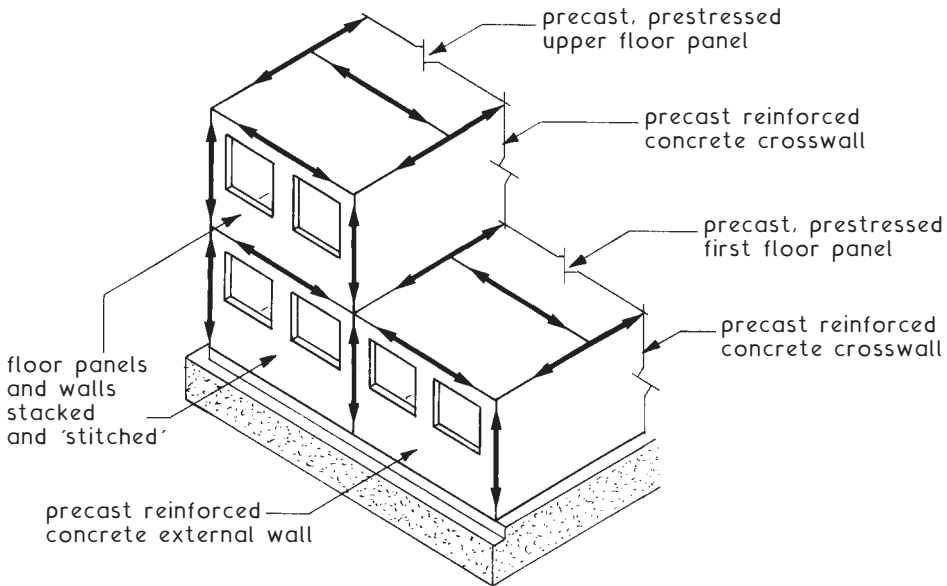 precast, prestressed
upper floor panel
precast reinforced
concrete crosswall
precast, prestressed
first floor panel
precast reinforced
concrete crosswall
floor panels
and walls
stacked
and ‘stitched’
precast reinforced
concrete external wall